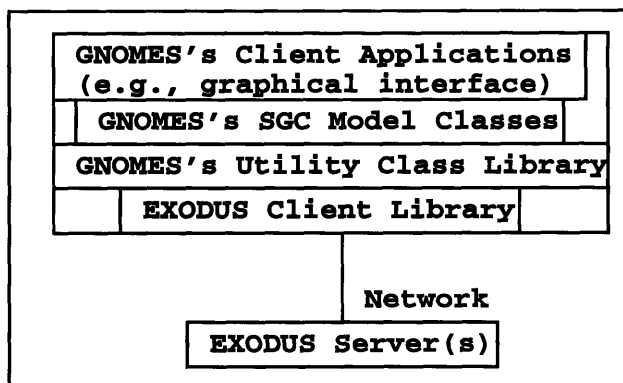 GNOMES's Client Applications
(e.g., graphical interface)
GNOMES's SGC Model Classes
GNOMES's Utility Class Library
EXODUS Client Library
Network
EXODUS Server(s)